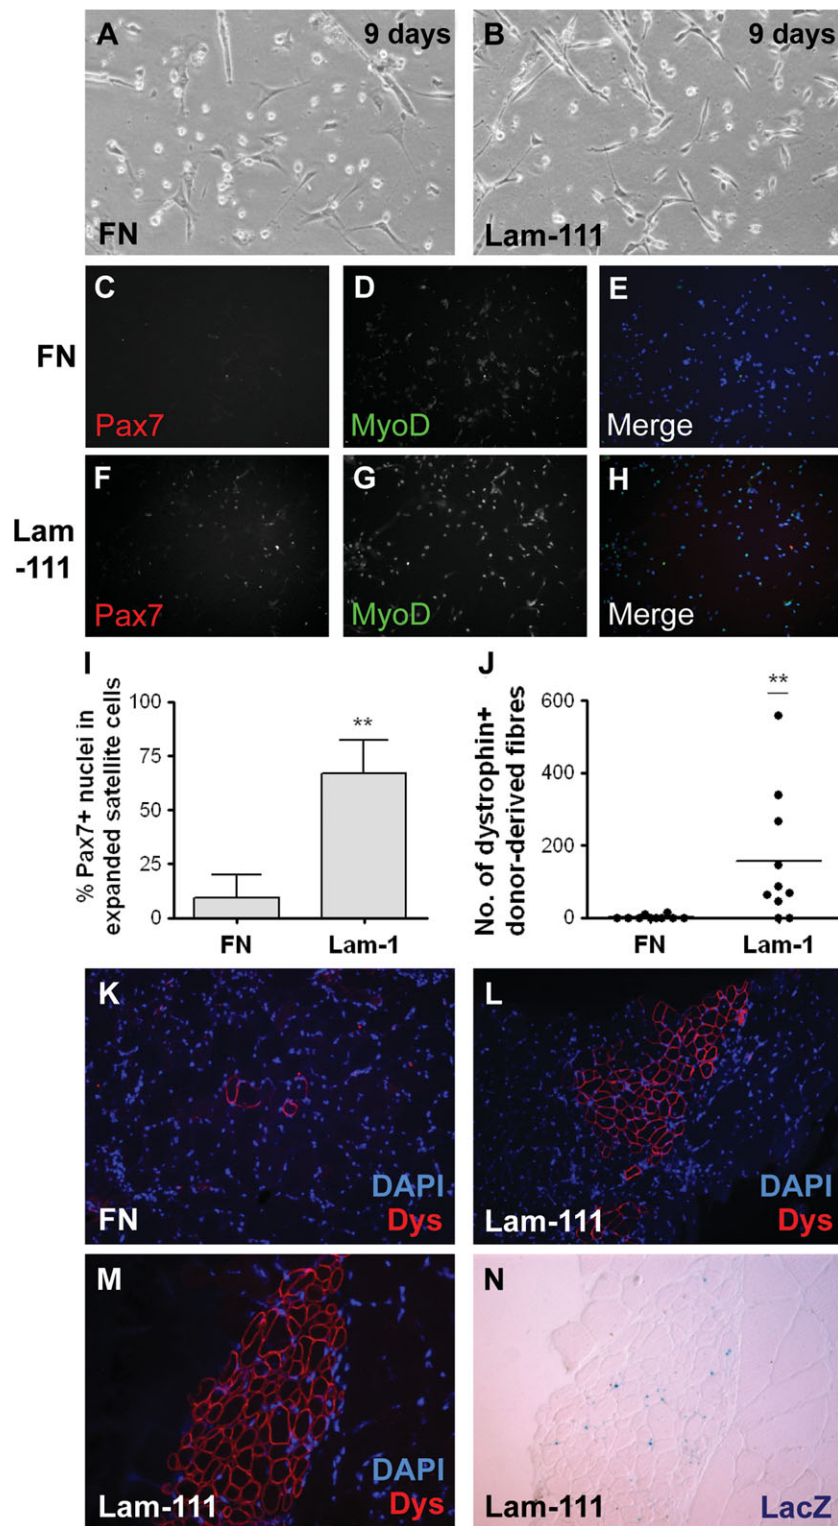 A 9 days
FN
B 9 days
Lam-111
FN
C
Pax7
D
MyoD
E
Merge
Lam
-111
F
Pax7
G
MyoD
H
Merge
I
% Pax7+ nuclei in
expanded satellite cells
100
75
50
25
0
**
FN Lam-1
J
No. of dystrophin+
donor-derived fibres
600
400
200
0
**
FN Lam-1
K
DAPI
FN Dys
L
DAPI
Lam-111 Dys
M
DAPI
Lam-111 Dys
N
Lam-111 LacZ